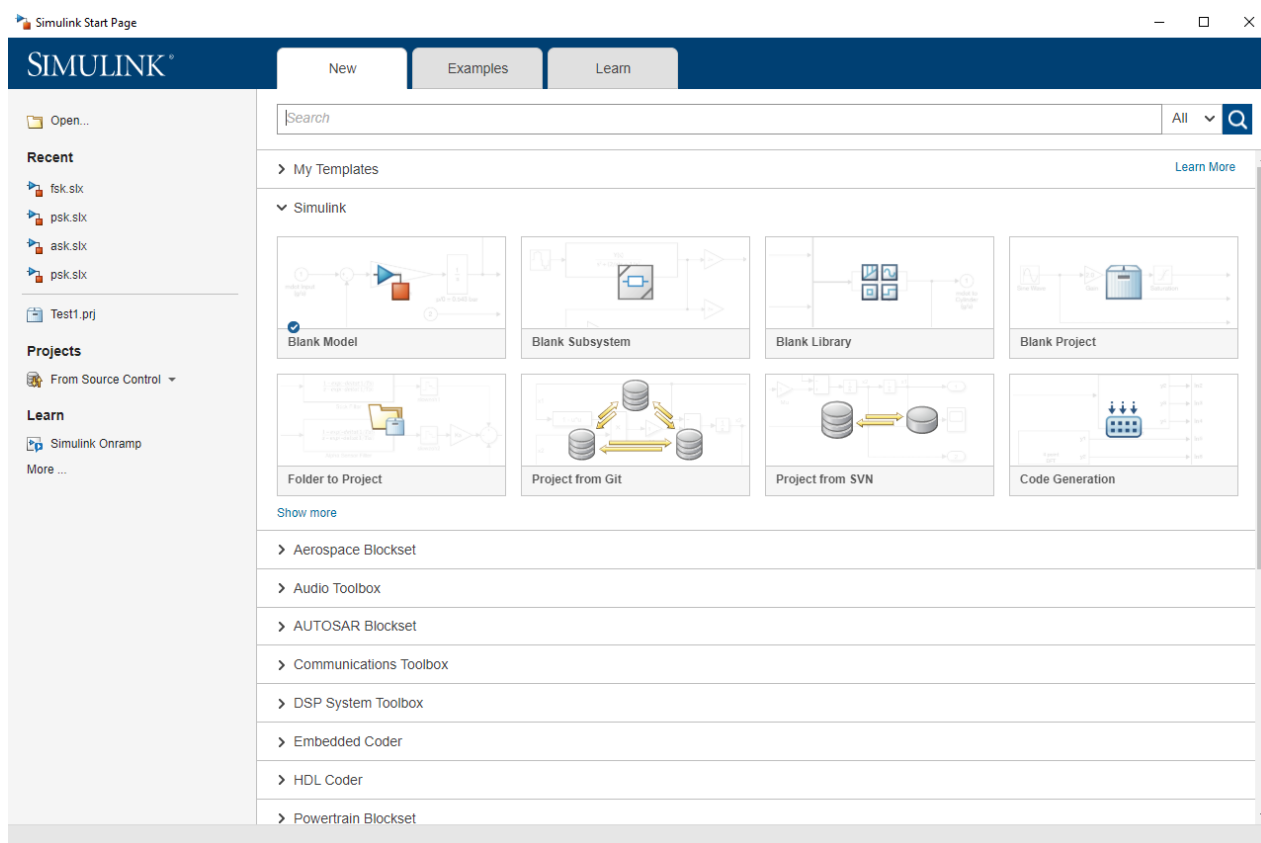 Simulink Start Page
SIMULINK®
New
Examples
Learn
Open...
Recent
fsk.slx
psk.slx
ask.slx
psk.slx
Test1.prj
Projects
From Source Control
Learn
Simulink Onramp
More ...
Search
All
My Templates
Learn More
Simulink
Blank Model
Blank Subsystem
Blank Library
Blank Project
Folder to Project
Project from Git
Project from SVN
Code Generation
Show more
Aerospace Blockset
Audio Toolbox
AUTOSAR Blockset
Communications Toolbox
DSP System Toolbox
Embedded Coder
HDL Coder
Powertrain Blockset